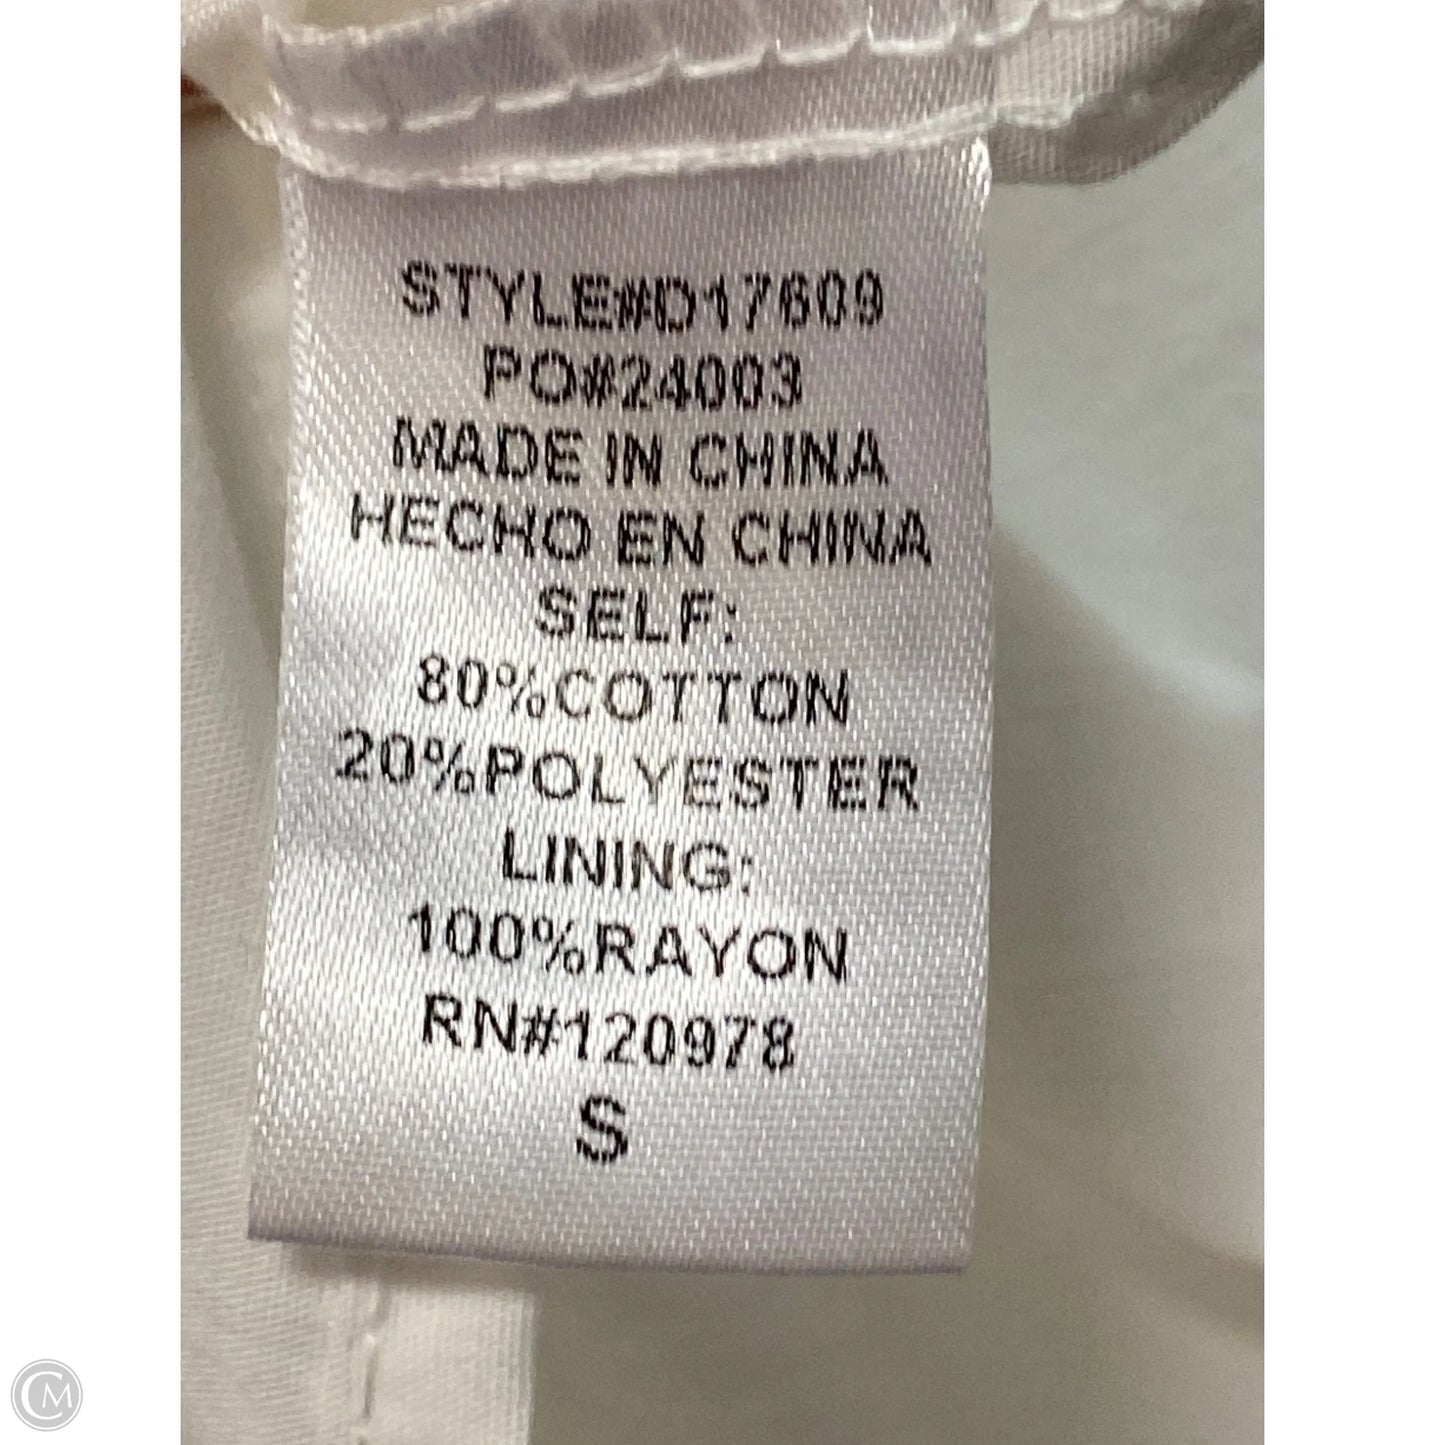 STYLE#D17609
PO#24003
MADE IN CHINA
HECHO EN CHINA
SELF:
80%COTTON
20%POLYESTER
LINING:
100%RAYON
RN#120978
S
CM